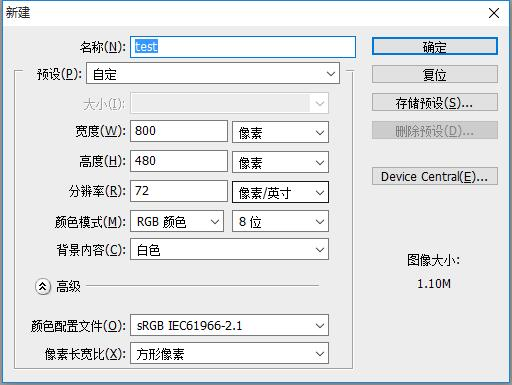 新建
名称(N): test
确定
预设(P): 自定
复位
大小(I):
存储预设(S)...
宽度(W): 800 像素
删除预设(D)...
高度(H): 480 像素
分辨率(R): 72 像素/英寸
Device Central(E)...
颜色模式(M): RGB 颜色 8 位
背景内容(C): 白色
图像大小:
1.10M
高级
颜色配置文件(O): sRGB IEC61966-2.1
像素长宽比(X): 方形像素